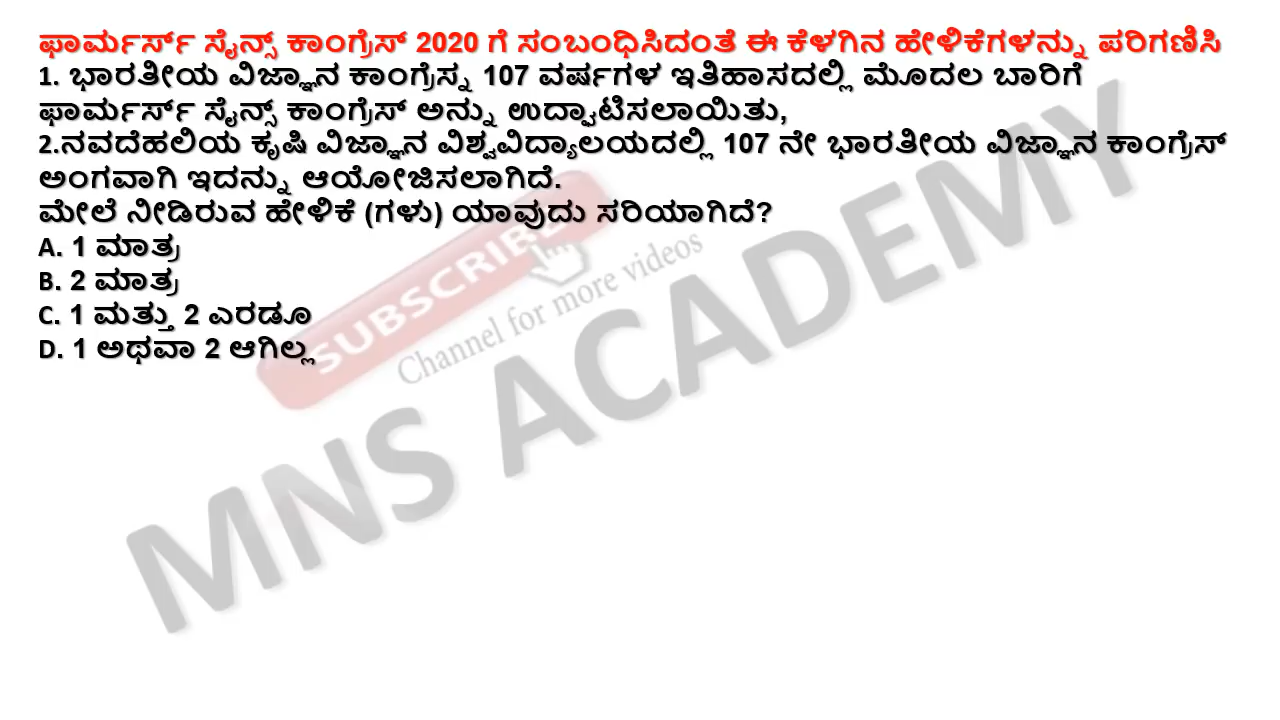 ಫಾರ್ಮರ್ಸ್ ಸೈನ್ಸ್ ಕಾಂಗ್ರೆಸ್ 2020 ಗೆ ಸಂಬಂಧಿಸಿದಂತೆ ಈ ಕೆಳಗಿನ ಹೇಳಿಕೆಗಳನ್ನು ಪರಿಗಣಿಸಿ
1. ಭಾರತೀಯ ವಿಜ್ಞಾನ ಕಾಂಗ್ರೆಸ್ನ 107 ವರ್ಷಗಳ ಇತಿಹಾಸದಲ್ಲಿ ಮೊದಲ ಬಾರಿಗೆ
ಫಾರ್ಮರ್ಸ್ ಸೈನ್ಸ್ ಕಾಂಗ್ರೆಸ್ ಅನ್ನು ಉದ್ಘಾಟಿಸಲಾಯಿತು,
2.ನವದೆಹಲಿಯ ಕೃಷಿ ವಿಜ್ಞಾನ ವಿಶ್ವವಿದ್ಯಾಲಯದಲ್ಲಿ 107 ನೇ ಭಾರತೀಯ ವಿಜ್ಞಾನ ಕಾಂಗ್ರೆಸ್
ಅಂಗವಾಗಿ ಇದನ್ನು ಆಯೋಜಿಸಲಾಗಿದೆ.
ಮೇಲೆ ನೀಡಿರುವ ಹೇಳಿಕೆ (ಗಳು) ಯಾವುದು ಸರಿಯಾಗಿದೆ?
A. 1 ಮಾತ್ರ
B. 2 ಮಾತ್ರ
C. 1 ಮತ್ತು 2 ಎರಡೂ
D. 1 ಅಥವಾ 2 ಆಗಿಲ್ಲ
SUBSCRIBE
Channel for more videos
MNS ACADEMY